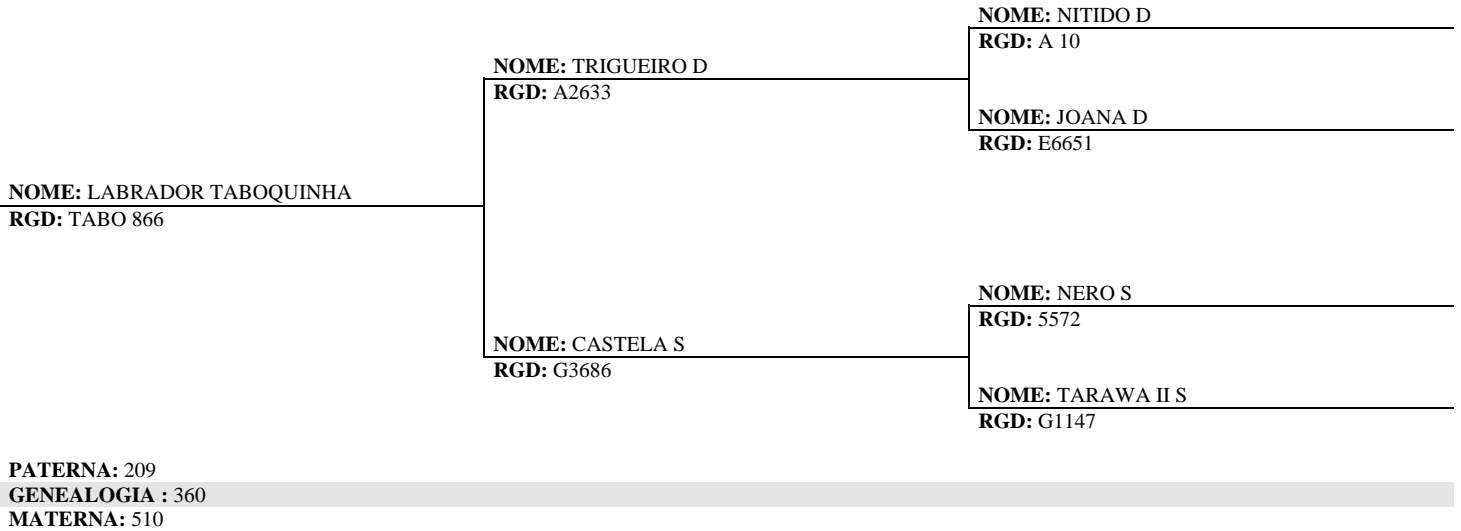 NOME: NITIDO D
RGD: A 10
NOME: TRIGUEIRO D
RGD: A2633
NOME: JOANA D
RGD: E6651
NOME: LABRADOR TABOQUINHA
RGD: TABO 866
NOME: NERO S
RGD: 5572
NOME: CASTELA S
RGD: G3686
NOME: TARAWA II S
RGD: G1147
PATERNA: 209
GENEALOGIA : 360
MATERNA: 510